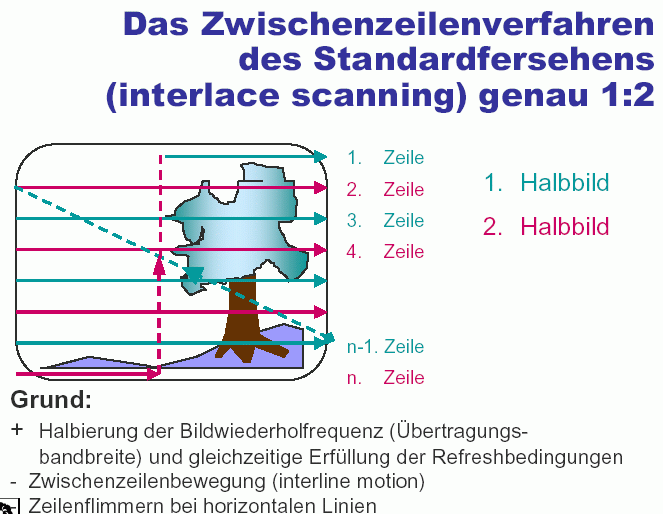 Das Zwischenzeilenverfahren
des Standardfersehens
(interlace scanning) genau 1:2
1. Zeile
2. Zeile
3. Zeile
4. Zeile
n-1. Zeile
n. Zeile
1. Halbbild
2. Halbbild
Grund:
+ Halbierung der Bildwiederholfrequenz (Übertragungs-
bandbreite) und gleichzeitige Erfüllung der Refreshbedingungen
- Zwischenzeilenbewegung (interline motion)
- Zeilenflimmern bei horizontalen Linien